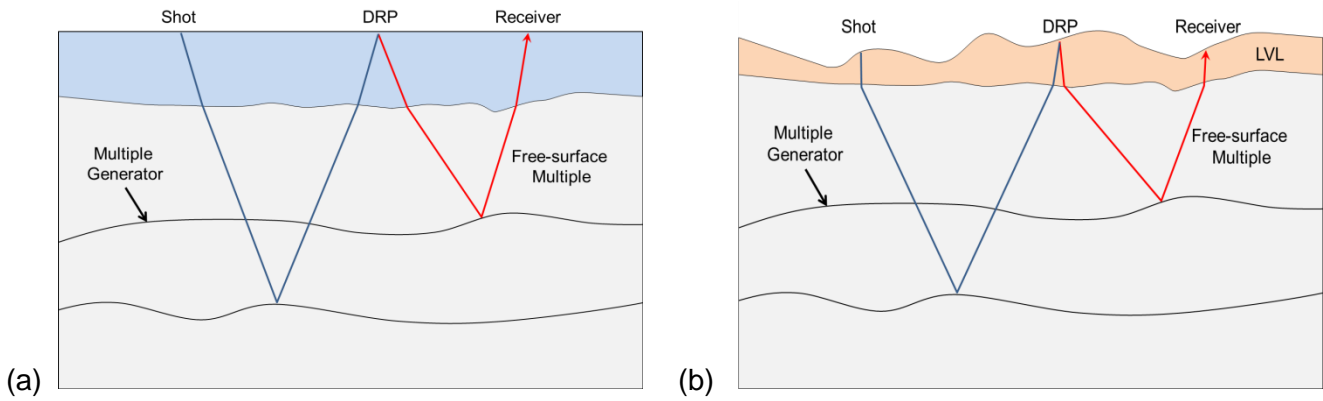 Shot DRP Receiver
Multiple
Generator
Free-surface
Multiple
(a)
Shot DRP Receiver
LVL
Multiple
Generator
Free-surface
Multiple
(b)